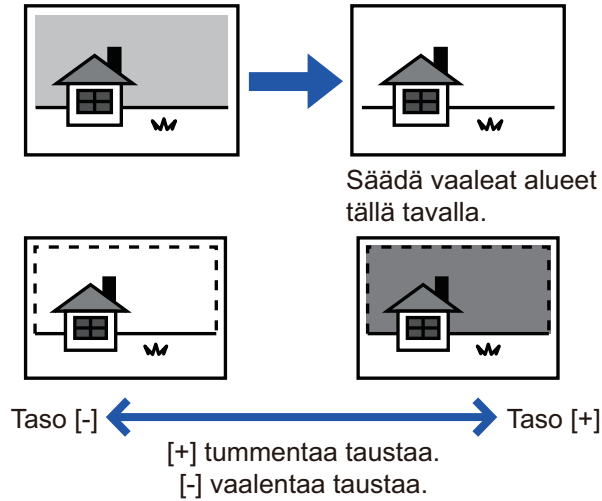 Säädä vaaleat alueet
tällä tavalla.
Taso [-]
Taso [+]
[+] tummentaa taustaa.
[-] vaalentaa taustaa.